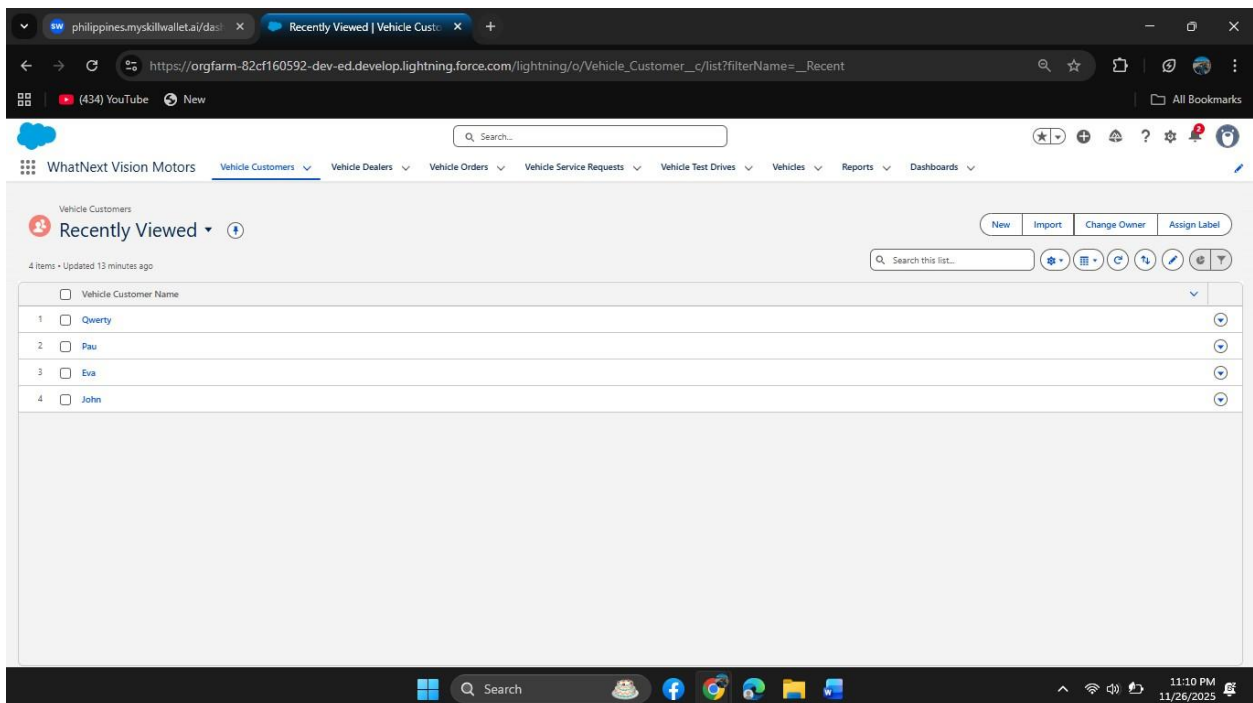 philippines.myskillwallet.ai/das
Recently Viewed | Vehicle Custo
https://orgfarm-82cf160592-dev-ed.develop.lightning.force.com/lightning/o/Vehicle_Customer__c/list?filterName=__Recent
(434) YouTube New All Bookmarks
Search...
2
WhatNext Vision Motors Vehicle Customers Vehicle Dealers Vehicle Orders Vehicle Service Requests Vehicle Test Drives Vehicles Reports Dashboards
Vehicle Customers
Recently Viewed
New Import Change Owner Assign Label
4 items • Updated 13 minutes ago
Search this list...
Vehicle Customer Name
1 Qwerty
2 Pau
3 Eva
4 John
Search
11:10 PM
11/26/2025